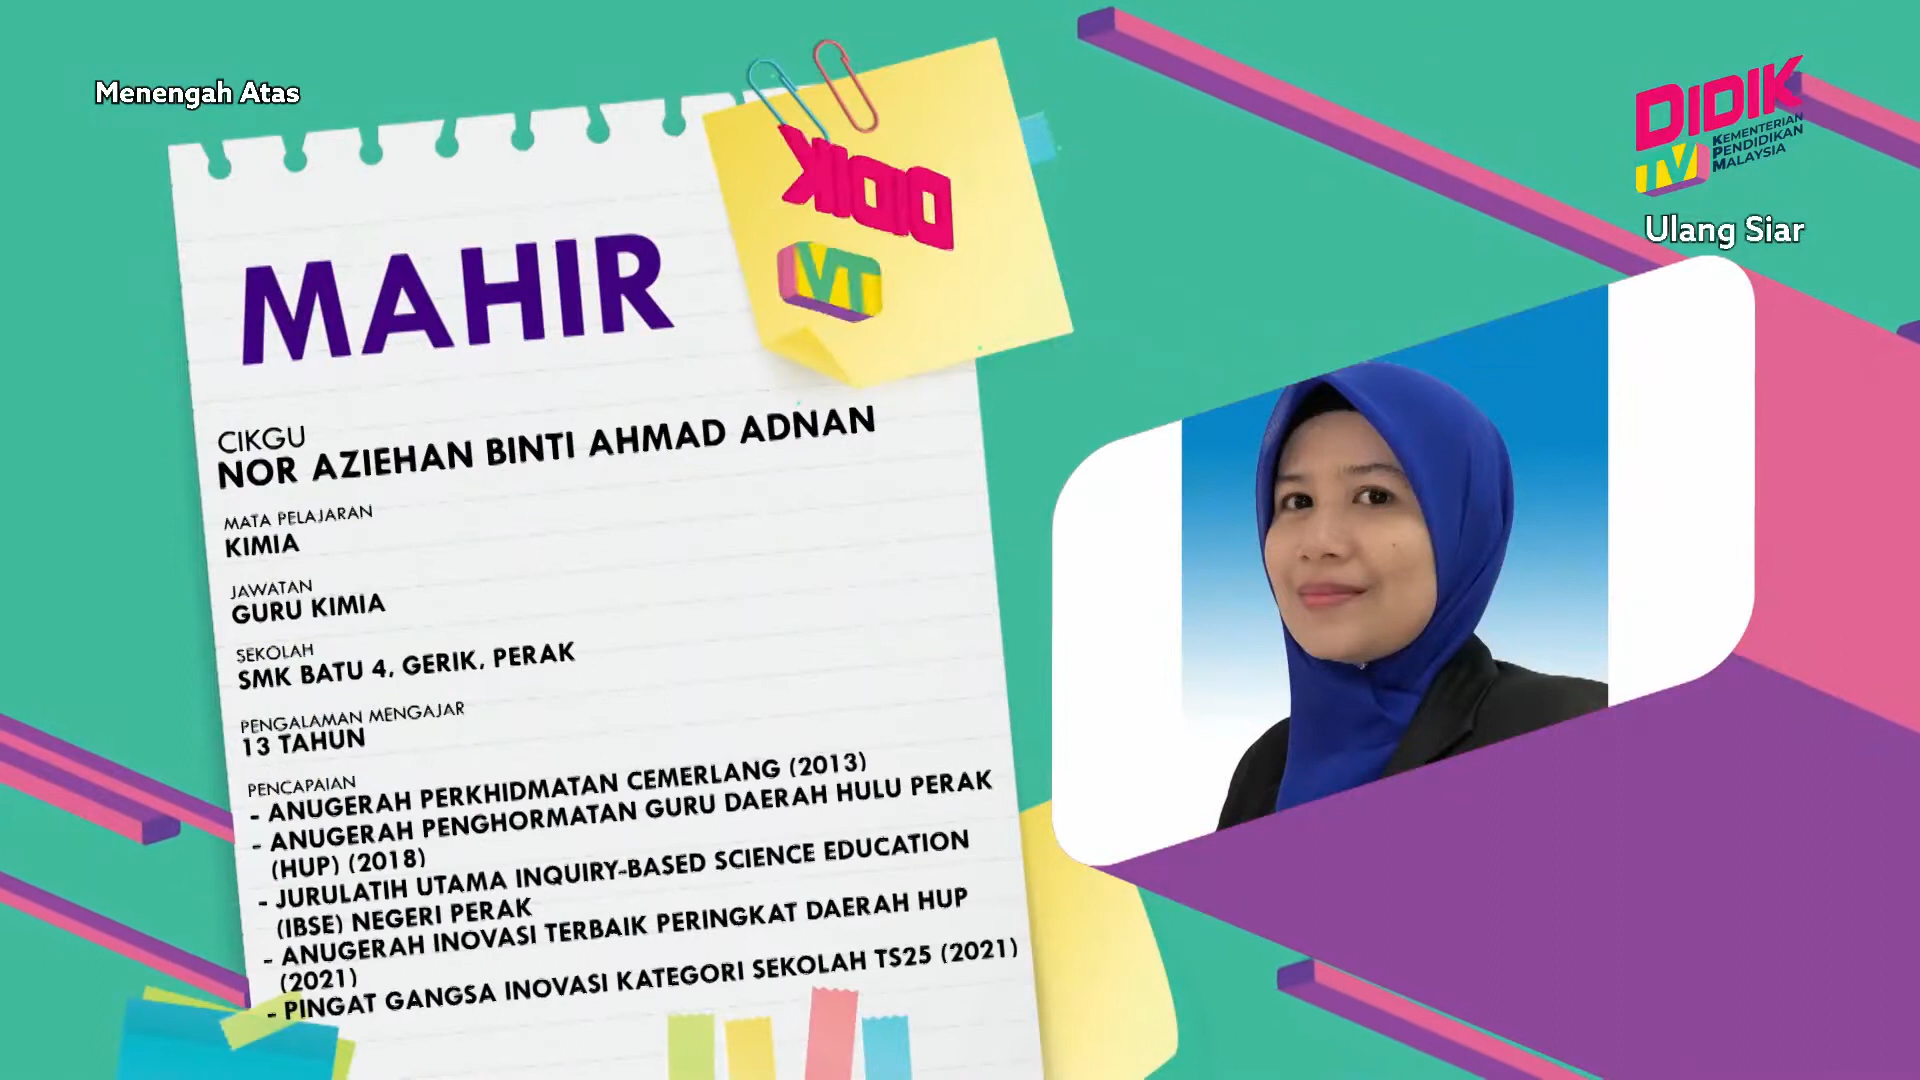 Menengah Atas
DIDIK
TV
KEMENTERIAN
PENDIDIKAN
MALAYSIA
Ulang Siar
DIDIK
TV
MAHIR
CIKGU
NOR AZIEHAN BINTI AHMAD ADNAN
MATA PELAJARAN
KIMIA
JAWATAN
GURU KIMIA
SEKOLAH
SMK BATU 4, GERIK, PERAK
PENGALAMAN MENGAJAR
13 TAHUN
PENCAPAIAN
- ANUGERAH PERKHIDMATAN CEMERLANG (2013)
- ANUGERAH PENGHORMATAN GURU DAERAH HULU PERAK
(HUP) (2018)
- JURULATIH UTAMA INQUIRY-BASED SCIENCE EDUCATION
(IBSE) NEGERI PERAK
- ANUGERAH INOVASI TERBAIK PERINGKAT DAERAH HUP
(2021)
- PINGAT GANGSA INOVASI KATEGORI SEKOLAH TS25 (2021)